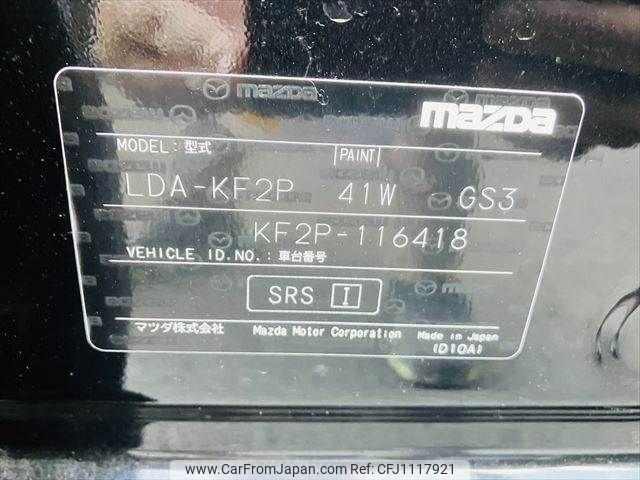 mazda
mazda
MODEL:型式
PAINT
LDA-KF2P 41W GS3
KF2P-116418
VEHICLE ID.NO.:車台番号
SRS I
マツダ株式会社 Mazda Motor Corporation Made in Japan
(D10A)
www.CarFromJapan.com | Ref:C1117921